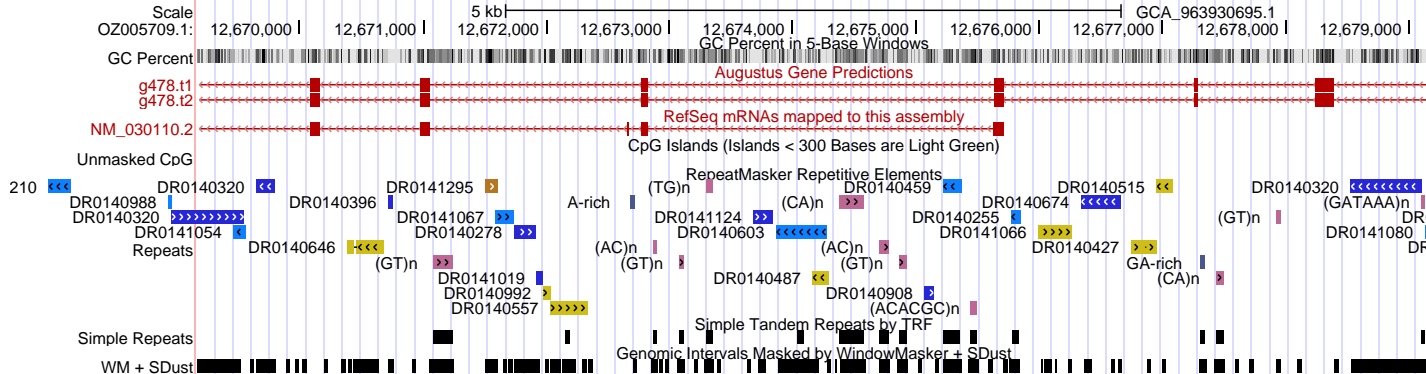 Scale 5 kb GCA_963930695.1
OZ005709.1: 12,670,000 12,671,000 12,672,000 12,673,000 12,674,000 12,675,000 12,676,000 12,677,000 12,678,000 12,679,000
GC Percent in 5-Base Windows
GC Percent
Augustus Gene Predictions
g478.t1
g478.t2
RefSeq mRNAs mapped to this assembly
NM_030110.2
CpG Islands (Islands < 300 Bases are Light Green)
Unmasked CpG
RepeatMasker Repetitive Elements
210 DR0140320 DR0141295 (TG)n DR0140459 DR0140515 DR0140320
DR0140988 DR0140396 A-rich (CA)n DR0140674 (GATAAA)n
DR0140320 DR0141067 DR0141124 DR0140255 (GT)n DR
DR0141054 DR0140278 DR0140603 DR0141066 DR0141080
Repeats DR0140646 (AC)n (AC)n DR0140427
(GT)n (GT)n (GT)n GA-rich
DR0141019 DR0140487 (CA)n
DR0140992 DR0140908
DR0140557 (ACACGC)n
Simple Tandem Repeats by TRF
Simple Repeats
Genomic Intervals Masked by WindowMasker + SDust
WM + SDust